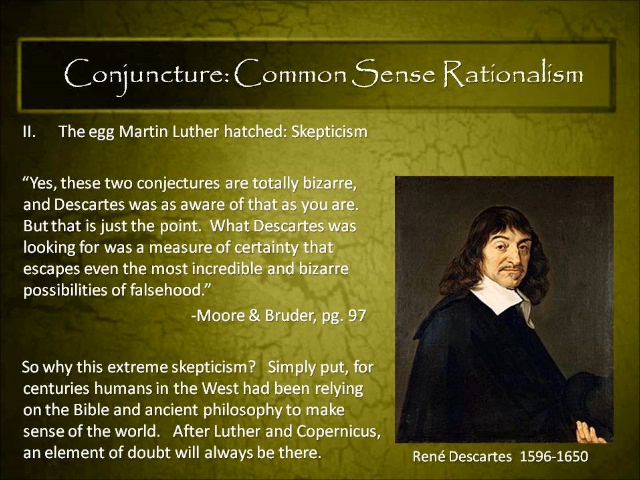 Conjuncture: Common Sense Rationalism
II. The egg Martin Luther hatched: Skepticism
“Yes, these two conjectures are totally bizarre,
and Descartes was as aware of that as you are.
But that is just the point. What Descartes was
looking for was a measure of certainty that
escapes even the most incredible and bizarre
possibilities of falsehood.”
-Moore & Bruder, pg. 97
So why this extreme skepticism? Simply put, for
centuries humans in the West had been relying
on the Bible and ancient philosophy to make
sense of the world. After Luther and Copernicus,
an element of doubt will always be there.
René Descartes 1596-1650